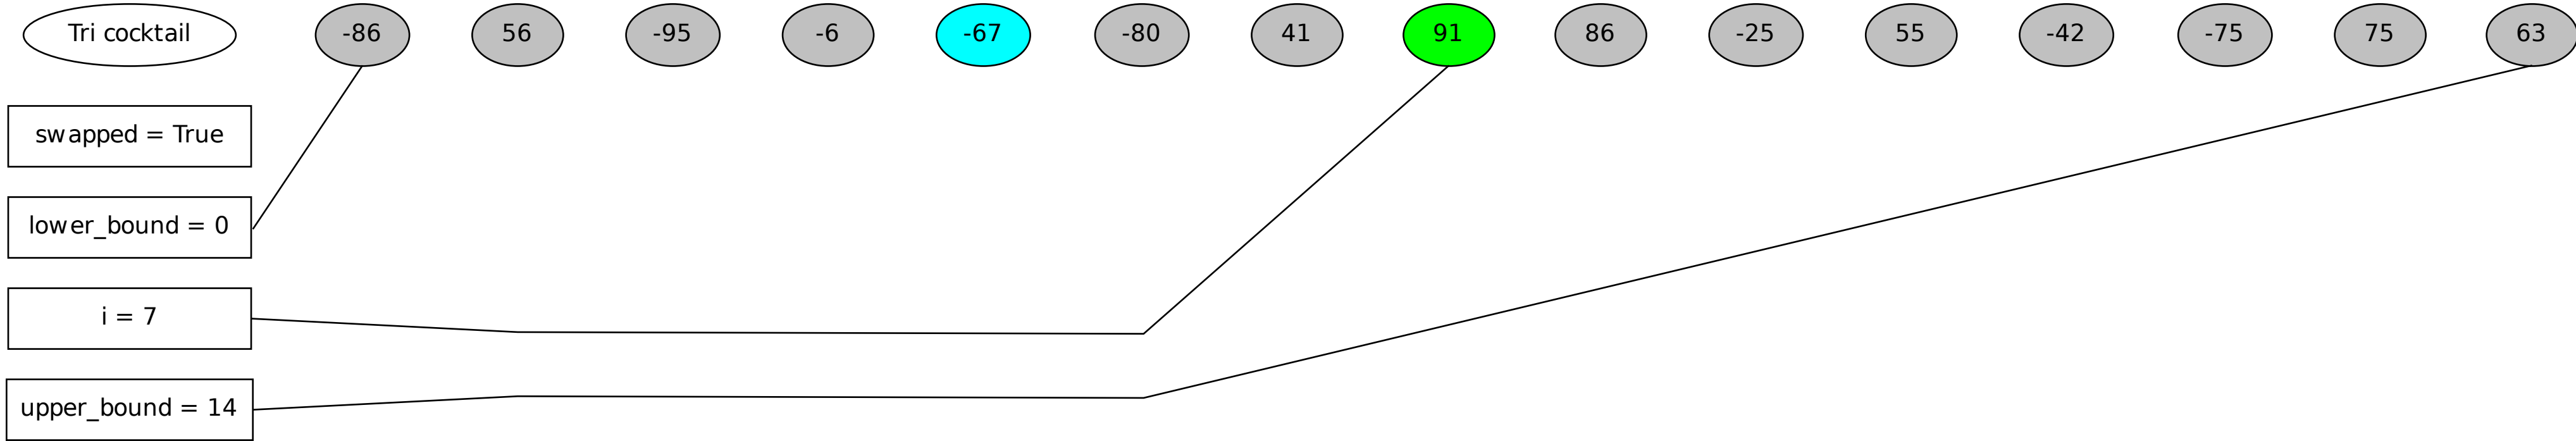 Tri cocktail -86 56 -95 -6 -67 -80 41 91 86 -25 55 -42 -75 75 63
swapped = True
lower_bound = 0
i = 7
upper_bound = 14